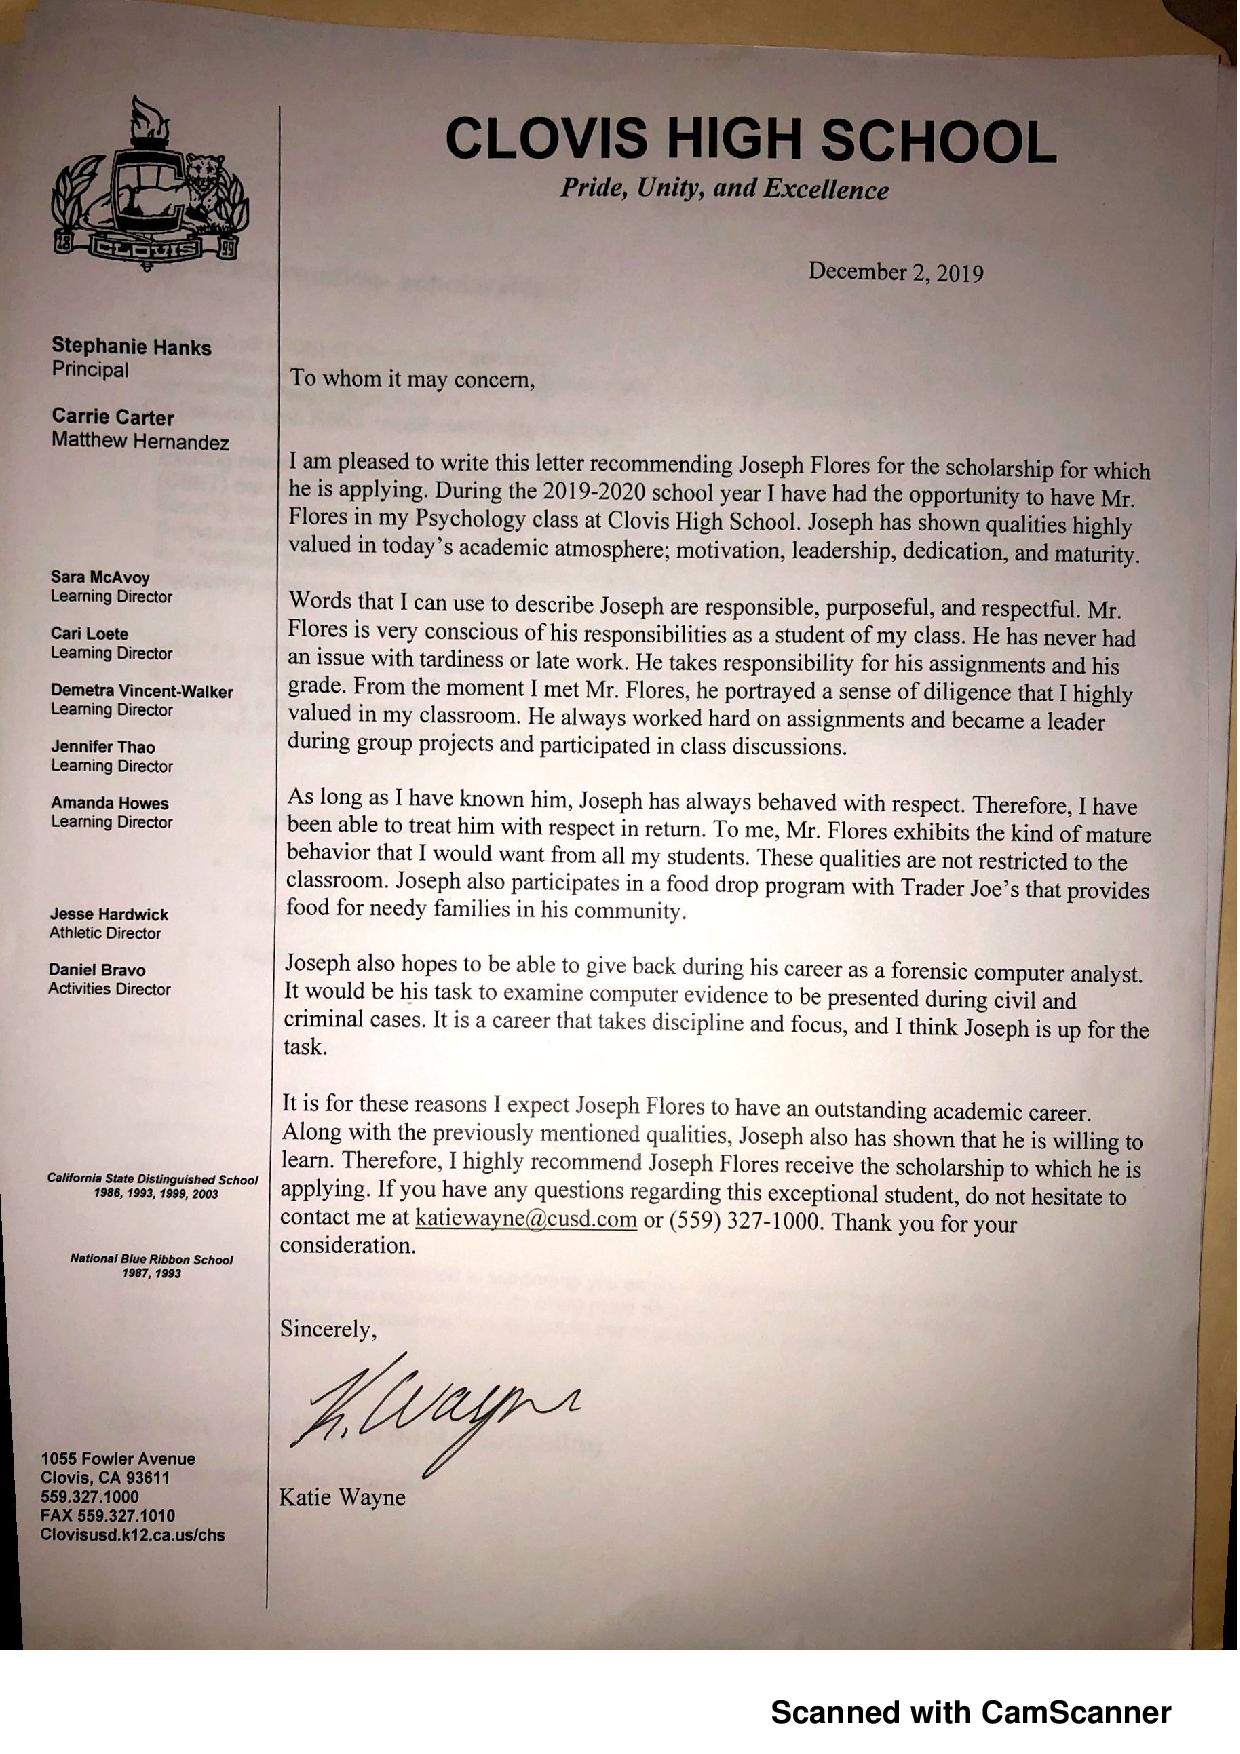 CLOVIS HIGH SCHOOL
Pride, Unity, and Excellence
18 CLOVIS 99
December 2, 2019
Stephanie Hanks
Principal
Carrie Carter
Matthew Hernandez
Sara McAvoy
Learning Director
Cari Loete
Learning Director
Demetra Vincent-Walker
Learning Director
Jennifer Thao
Learning Director
Amanda Howes
Learning Director
Jesse Hardwick
Athletic Director
Daniel Bravo
Activities Director
California State Distinguished School
1986, 1993, 1999, 2003
National Blue Ribbon School
1987, 1993
1055 Fowler Avenue
Clovis, CA 93611
559.327.1000
FAX 559.327.1010
Clovisusd.k12.ca.us/chs
To whom it may concern,
I am pleased to write this letter recommending Joseph Flores for the scholarship for which
he is applying. During the 2019-2020 school year I have had the opportunity to have Mr.
Flores in my Psychology class at Clovis High School. Joseph has shown qualities highly
valued in today's academic atmosphere; motivation, leadership, dedication, and maturity.
Words that I can use to describe Joseph are responsible, purposeful, and respectful. Mr.
Flores is very conscious of his responsibilities as a student of my class. He has never had
an issue with tardiness or late work. He takes responsibility for his assignments and his
grade. From the moment I met Mr. Flores, he portrayed a sense of diligence that I highly
valued in my classroom. He always worked hard on assignments and became a leader
during group projects and participated in class discussions.
As long as I have known him, Joseph has always behaved with respect. Therefore, I have
been able to treat him with respect in return. To me, Mr. Flores exhibits the kind of mature
behavior that I would want from all my students. These qualities are not restricted to the
classroom. Joseph also participates in a food drop program with Trader Joe's that provides
food for needy families in his community.
Joseph also hopes to be able to give back during his career as a forensic computer analyst.
It would be his task to examine computer evidence to be presented during civil and
criminal cases. It is a career that takes discipline and focus, and I think Joseph is up for the
task.
It is for these reasons I expect Joseph Flores to have an outstanding academic career.
Along with the previously mentioned qualities, Joseph also has shown that he is willing to
learn. Therefore, I highly recommend Joseph Flores receive the scholarship to which he is
applying. If you have any questions regarding this exceptional student, do not hesitate to
contact me at katiewayne@cusd.com or (559) 327-1000. Thank you for your
consideration.
Sincerely,
K. Wayne
Katie Wayne
Scanned with CamScanner